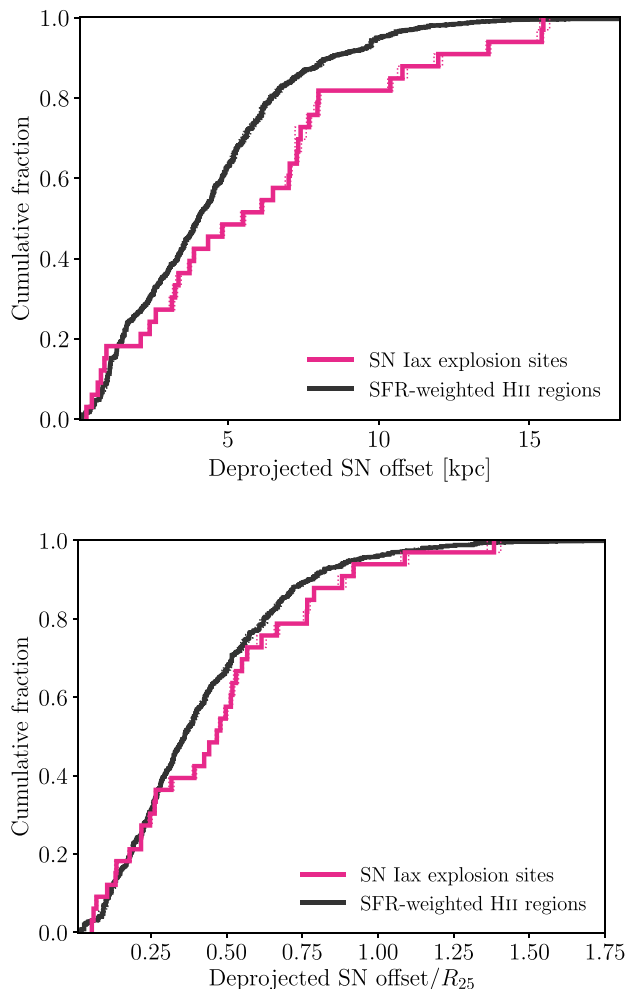 1.0
0.8
0.6
0.4
0.2
0.0
Cumulative fraction
SN Iax explosion sites
SFR-weighted HII regions
5 10 15
Deprojected SN offset [kpc]
1.0
0.8
0.6
0.4
0.2
0.0
Cumulative fraction
SN Iax explosion sites
SFR-weighted HII regions
0.25 0.50 0.75 1.00 1.25 1.50 1.75
Deprojected SN offset/R₂₅